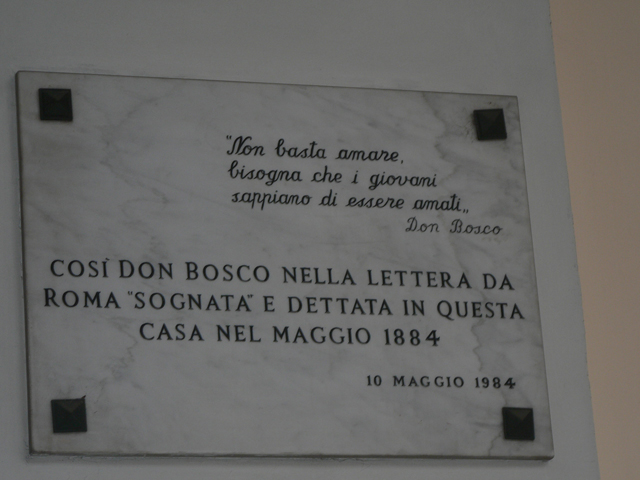 "Non basta amare,
bisogna che i giovani
sappiano di essere amati„
Don Bosco
COSÌ DON BOSCO NELLA LETTERA DA
ROMA "SOGNATA" E DETTATA IN QUESTA
CASA NEL MAGGIO 1884
10 MAGGIO 1984